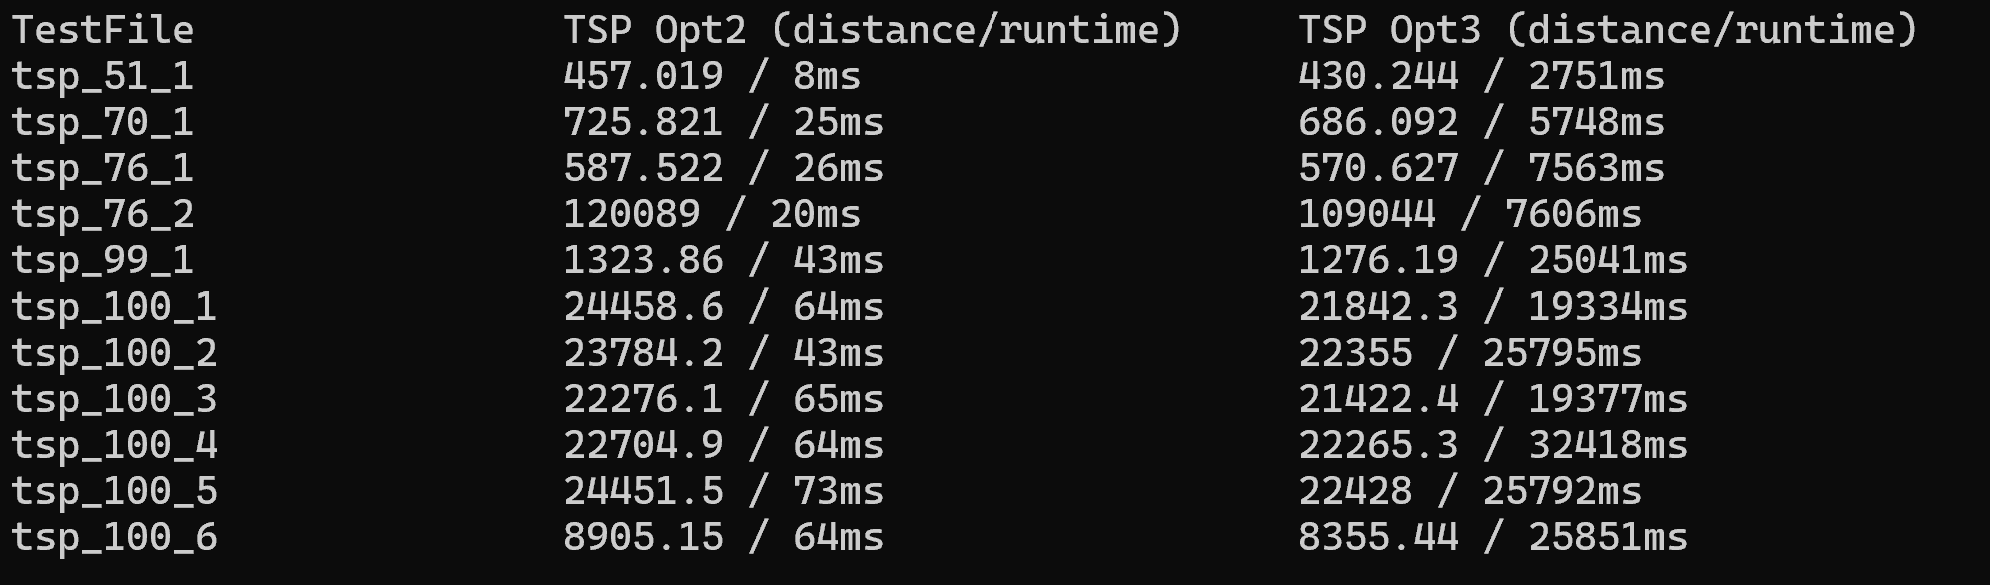 TestFile TSP Opt2 (distance/runtime) TSP Opt3 (distance/runtime)
tsp_51_1 457.019 / 8ms 430.244 / 2751ms
tsp_70_1 725.821 / 25ms 686.092 / 5748ms
tsp_76_1 587.522 / 26ms 570.627 / 7563ms
tsp_76_2 120089 / 20ms 109044 / 7606ms
tsp_99_1 1323.86 / 43ms 1276.19 / 25041ms
tsp_100_1 24458.6 / 64ms 21842.3 / 19334ms
tsp_100_2 23784.2 / 43ms 22355 / 25795ms
tsp_100_3 22276.1 / 65ms 21422.4 / 19377ms
tsp_100_4 22704.9 / 64ms 22265.3 / 32418ms
tsp_100_5 24451.5 / 73ms 22428 / 25792ms
tsp_100_6 8905.15 / 64ms 8355.44 / 25851ms